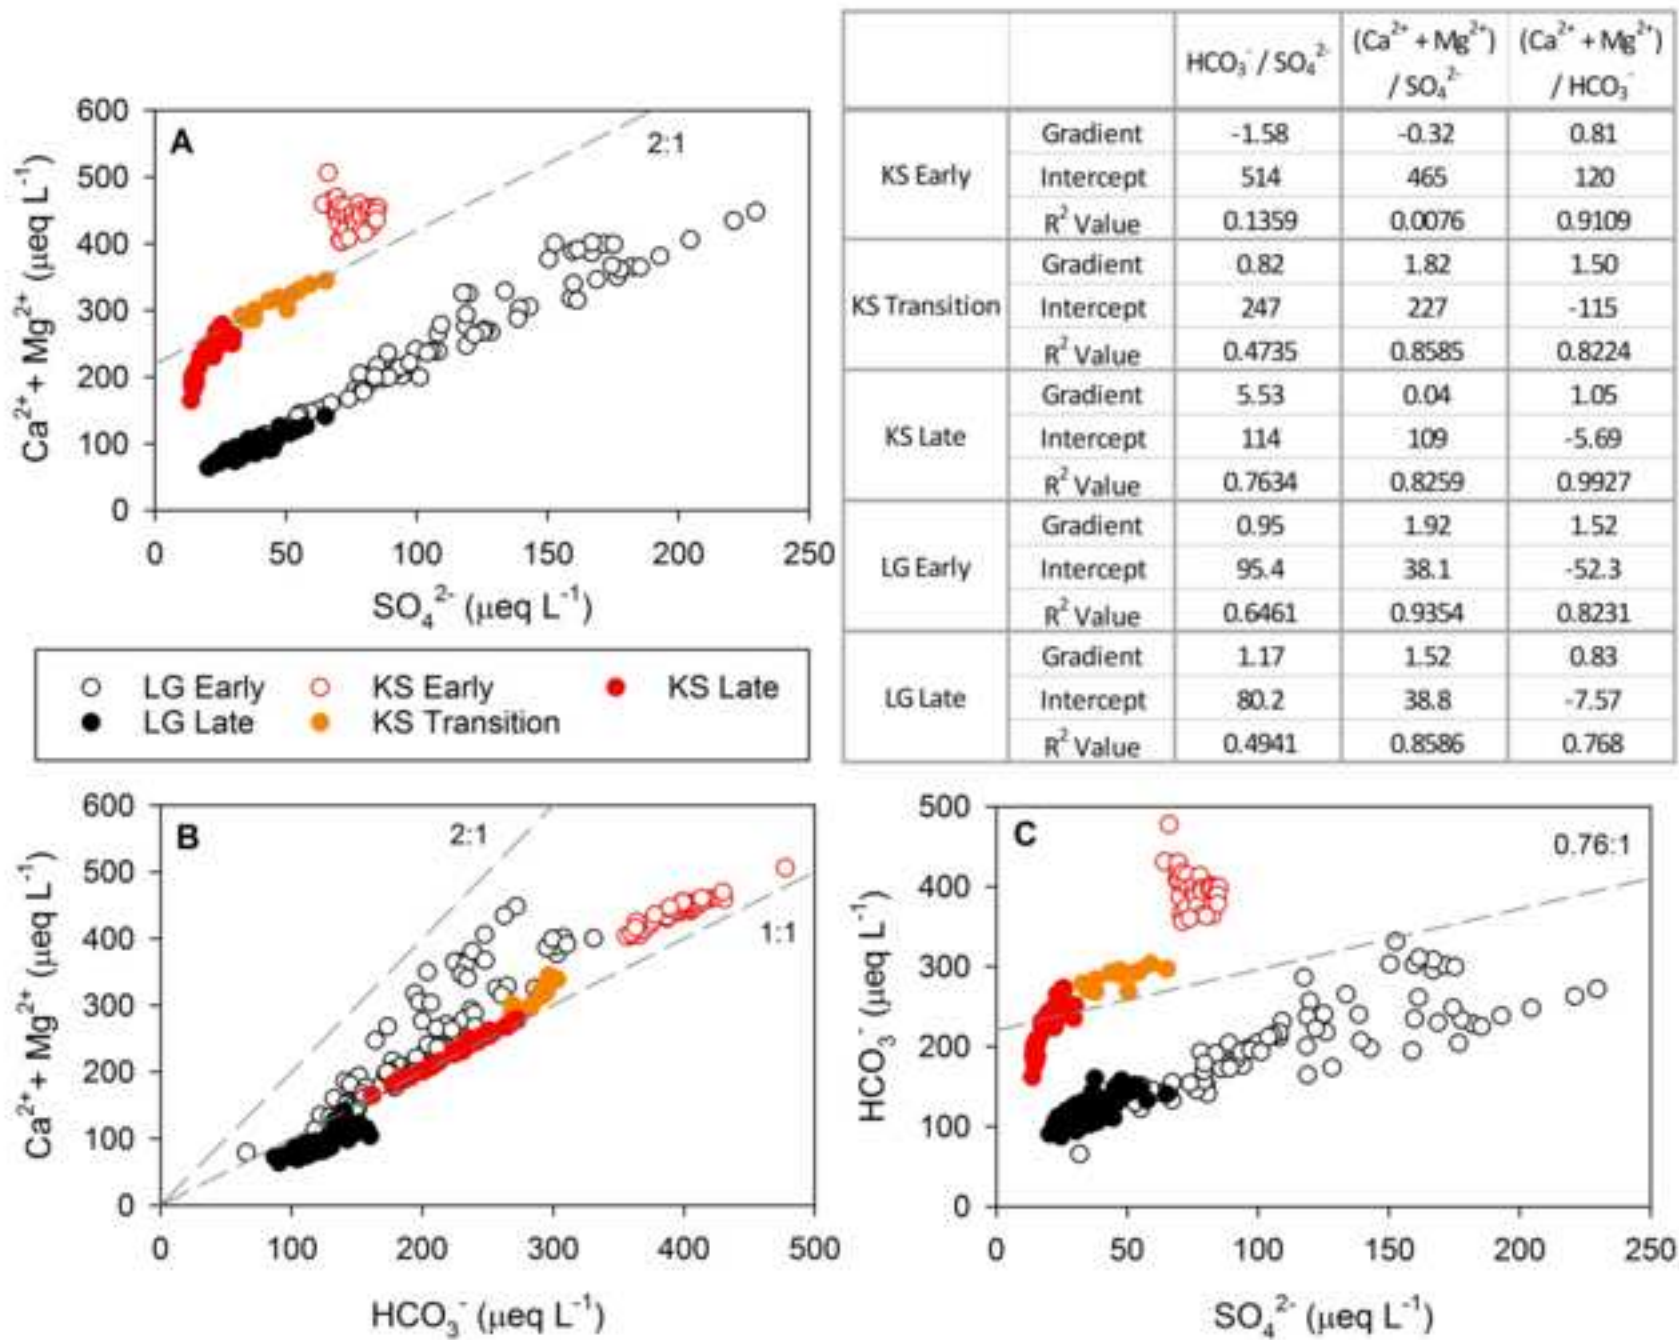 A
2:1
600
500
400
300
200
100
0
0 50 100 150 200 250
Ca²⁺ + Mg²⁺ (µeq L⁻¹)
SO₄²⁻ (µeq L⁻¹)
HCO₃⁻ / SO₄²⁻ (Ca²⁺ + Mg²⁺) / SO₄²⁻ (Ca²⁺ + Mg²⁺) / HCO₃⁻
KS Early
Gradient -1.58 -0.32 0.81
Intercept 514 465 120
R² Value 0.1359 0.0076 0.9109
KS Transition
Gradient 0.82 1.82 1.50
Intercept 247 227 -115
R² Value 0.4735 0.8585 0.8224
KS Late
Gradient 5.53 0.04 1.05
Intercept 114 109 -5.69
R² Value 0.7634 0.8259 0.9927
LG Early
Gradient 0.95 1.92 1.52
Intercept 95.4 38.1 -52.3
R² Value 0.6461 0.9354 0.8231
LG Late
Gradient 1.17 1.52 0.83
Intercept 80.2 38.8 -7.57
R² Value 0.4941 0.8586 0.768
LG Early KS Early KS Late
LG Late KS Transition
B
2:1
1:1
600
500
400
300
200
100
0
0 100 200 300 400 500
Ca²⁺ + Mg²⁺ (µeq L⁻¹)
HCO₃⁻ (µeq L⁻¹)
C
0.76:1
500
400
300
200
100
0
0 50 100 150 200 250
HCO₃⁻ (µeq L⁻¹)
SO₄²⁻ (µeq L⁻¹)